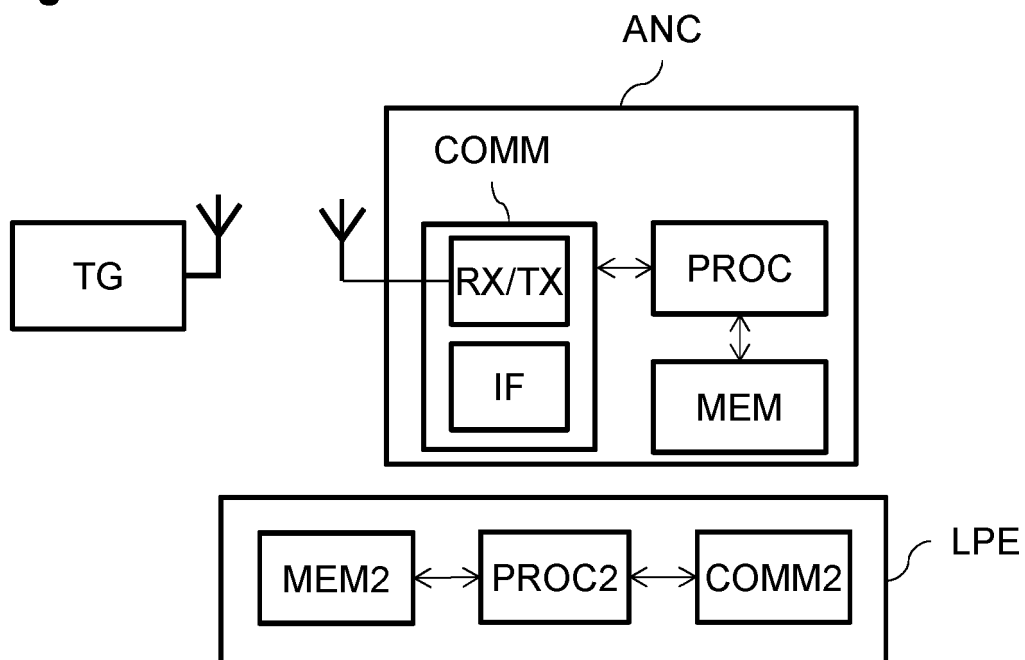 ANC
COMM
TG
RX/TX
PROC
IF
MEM
LPE
MEM2
PROC2
COMM2